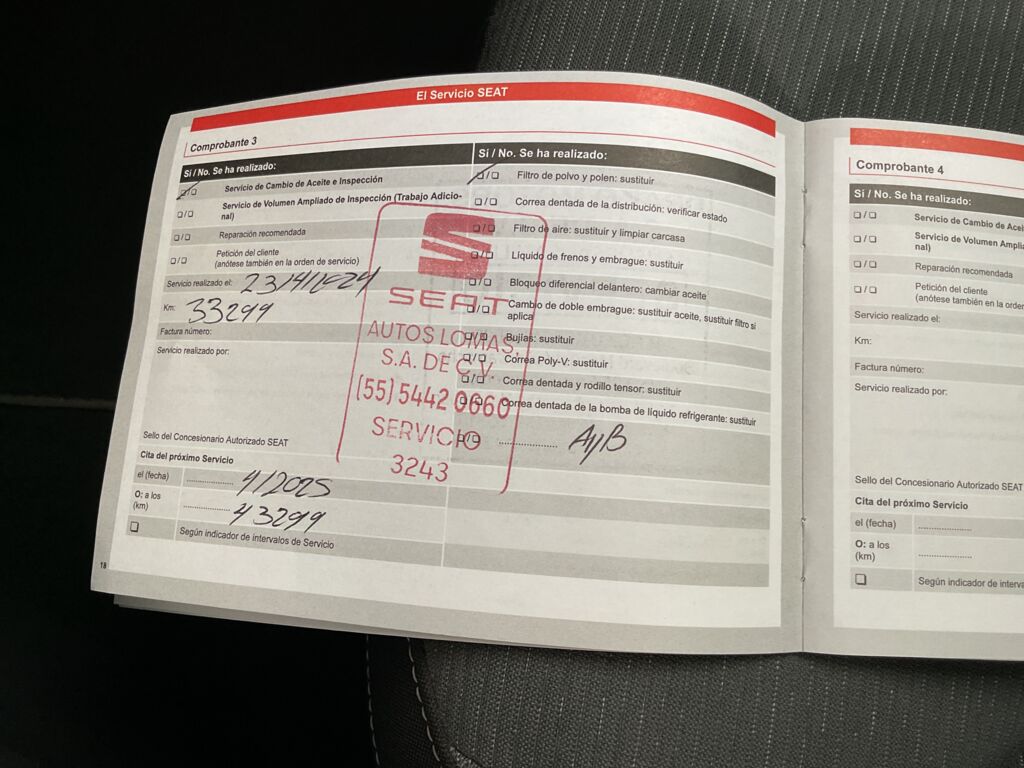 El Servicio SEAT
Comprobante 3
Sí / No. Se ha realizado:
❑/❑ Servicio de Cambio de Aceite e Inspección
❑/❑ Servicio de Volumen Ampliado de Inspección (Trabajo Adicio-
nal)
❑/❑ Reparación recomendada
❑/❑ Petición del cliente
(anótese también en la orden de servicio)
Servicio realizado el: 23/4/2024
Km: 33299
Factura número:
Servicio realizado por:
Sello del Concesionario Autorizado SEAT
Cita del próximo Servicio
el (fecha) .................... 4/2025
O: a los
(km) .................... 43299
❑ Según indicador de intervalos de Servicio
18
Sí / No. Se ha realizado:
❑/❑ Filtro de polvo y polen: sustituir
❑/❑ Correa dentada de la distribución: verificar estado
❑/❑ Filtro de aire: sustituir y limpiar carcasa
❑/❑ Líquido de frenos y embrague: sustituir
❑/❑ Bloqueo diferencial delantero: cambiar aceite
❑/❑ Cambio de doble embrague: sustituir aceite, sustituir filtro si
aplica
❑/❑ Bujías: sustituir
❑/❑ Correa Poly-V: sustituir
❑/❑ Correa dentada y rodillo tensor: sustituir
❑/❑ Correa dentada de la bomba de líquido refrigerante: sustituir
❑/❑ .................... A/B
SEAT
AUTOS LOMAS,
S.A. DE C.V.
(55) 5442 0660
SERVICIO
3243
Comprobante 4
Sí / No. Se ha realizado:
❑/❑ Servicio de Cambio de Acei
❑/❑ Servicio de Volumen Amplia
nal)
❑/❑ Reparación recomendada
❑/❑ Petición del cliente
(anótese también en la orden
Servicio realizado el:
Km:
Factura número:
Servicio realizado por:
Sello del Concesionario Autorizado SEAT
Cita del próximo Servicio
el (fecha) ....................
O: a los
(km) ....................
❑ Según indicador de interva